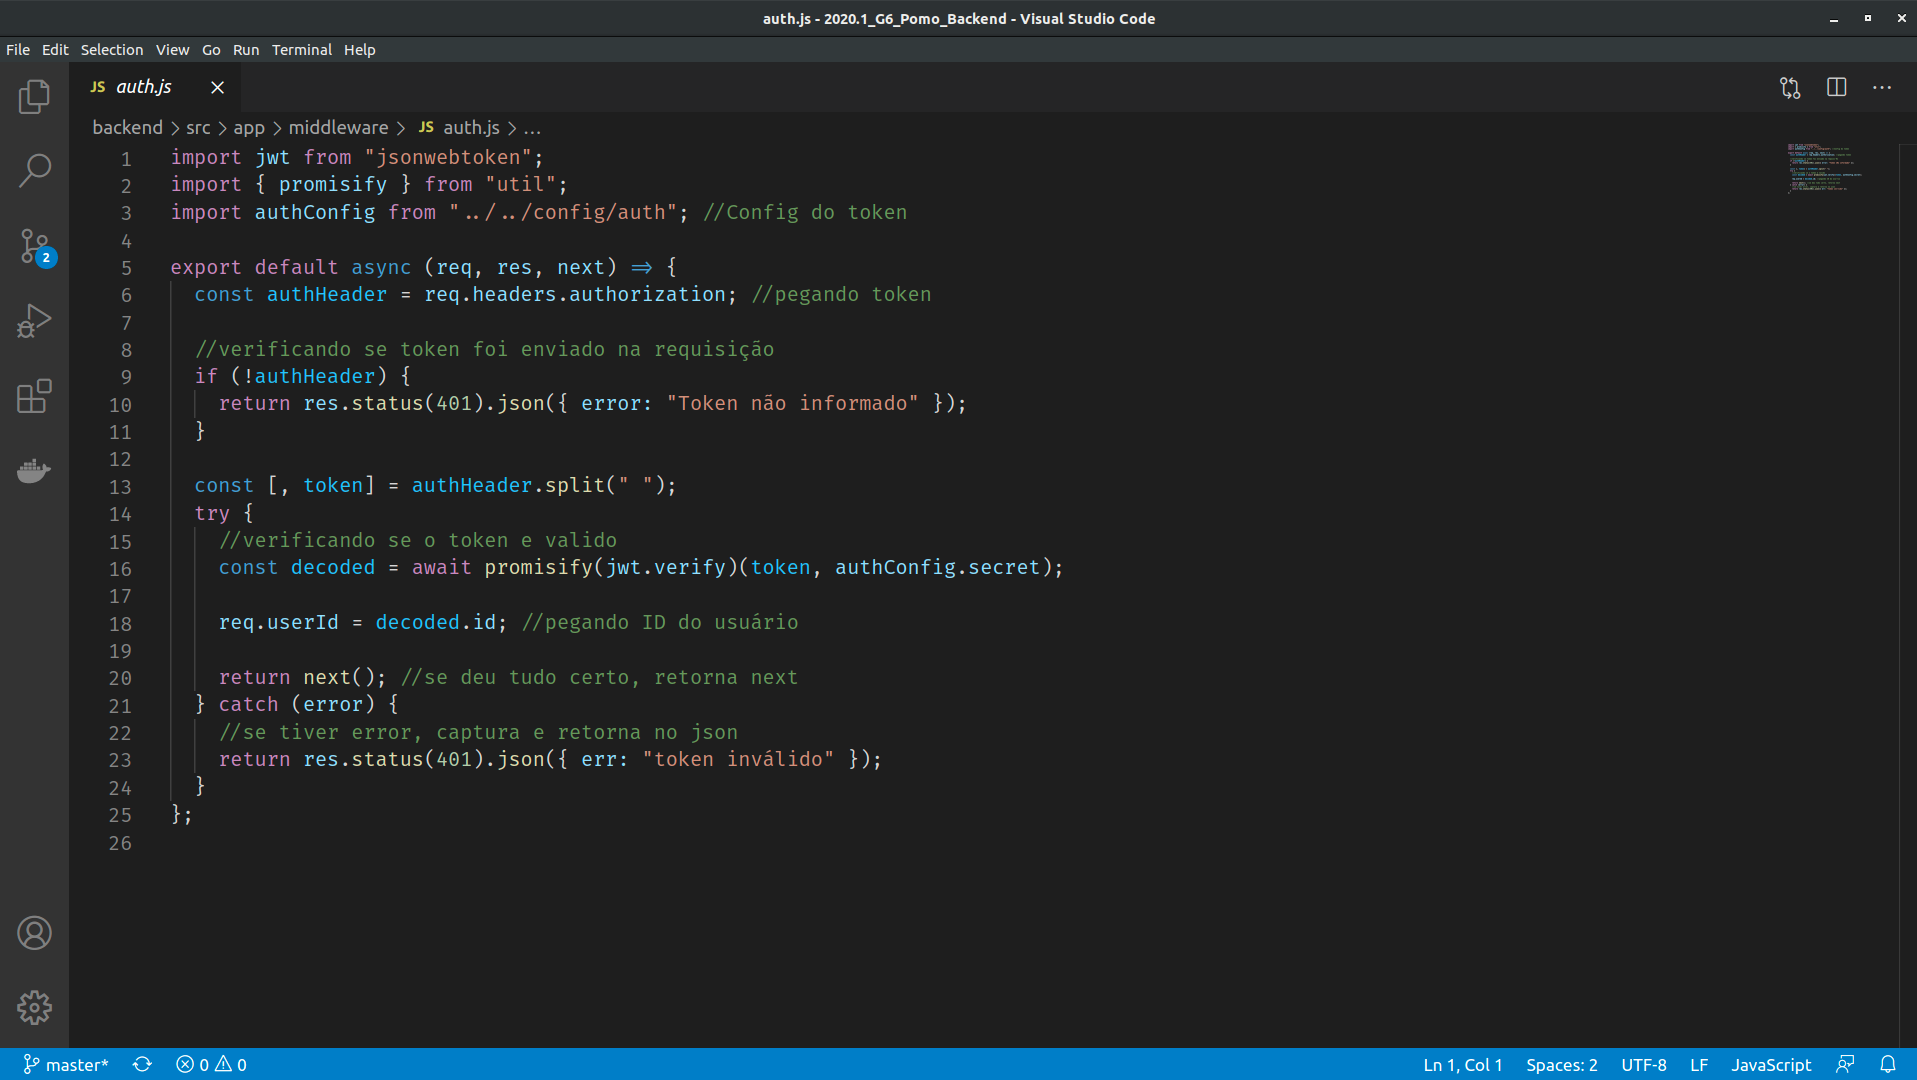 auth.js - 2020.1_G6_Pomo_Backend - Visual Studio Code
File Edit Selection View Go Run Terminal Help
JS auth.js
backend > src > app > middleware > JS auth.js > ...
1 import jwt from "jsonwebtoken";
2 import { promisify } from "util";
3 import authConfig from "../../config/auth"; //Config do token
4
5 export default async (req, res, next) => {
6 const authHeader = req.headers.authorization; //pegando token
7
8 //verificando se token foi enviado na requisição
9 if (!authHeader) {
10 return res.status(401).json({ error: "Token não informado" });
11 }
12
13 const [, token] = authHeader.split(" ");
14 try {
15 //verificando se o token e valido
16 const decoded = await promisify(jwt.verify)(token, authConfig.secret);
17
18 req.userId = decoded.id; //pegando ID do usuário
19
20 return next(); //se deu tudo certo, retorna next
21 } catch (error) {
22 //se tiver error, captura e retorna no json
23 return res.status(401).json({ err: "token inválido" });
24 }
25 };
26
2
master* 0 0 Ln 1, Col 1 Spaces: 2 UTF-8 LF JavaScript